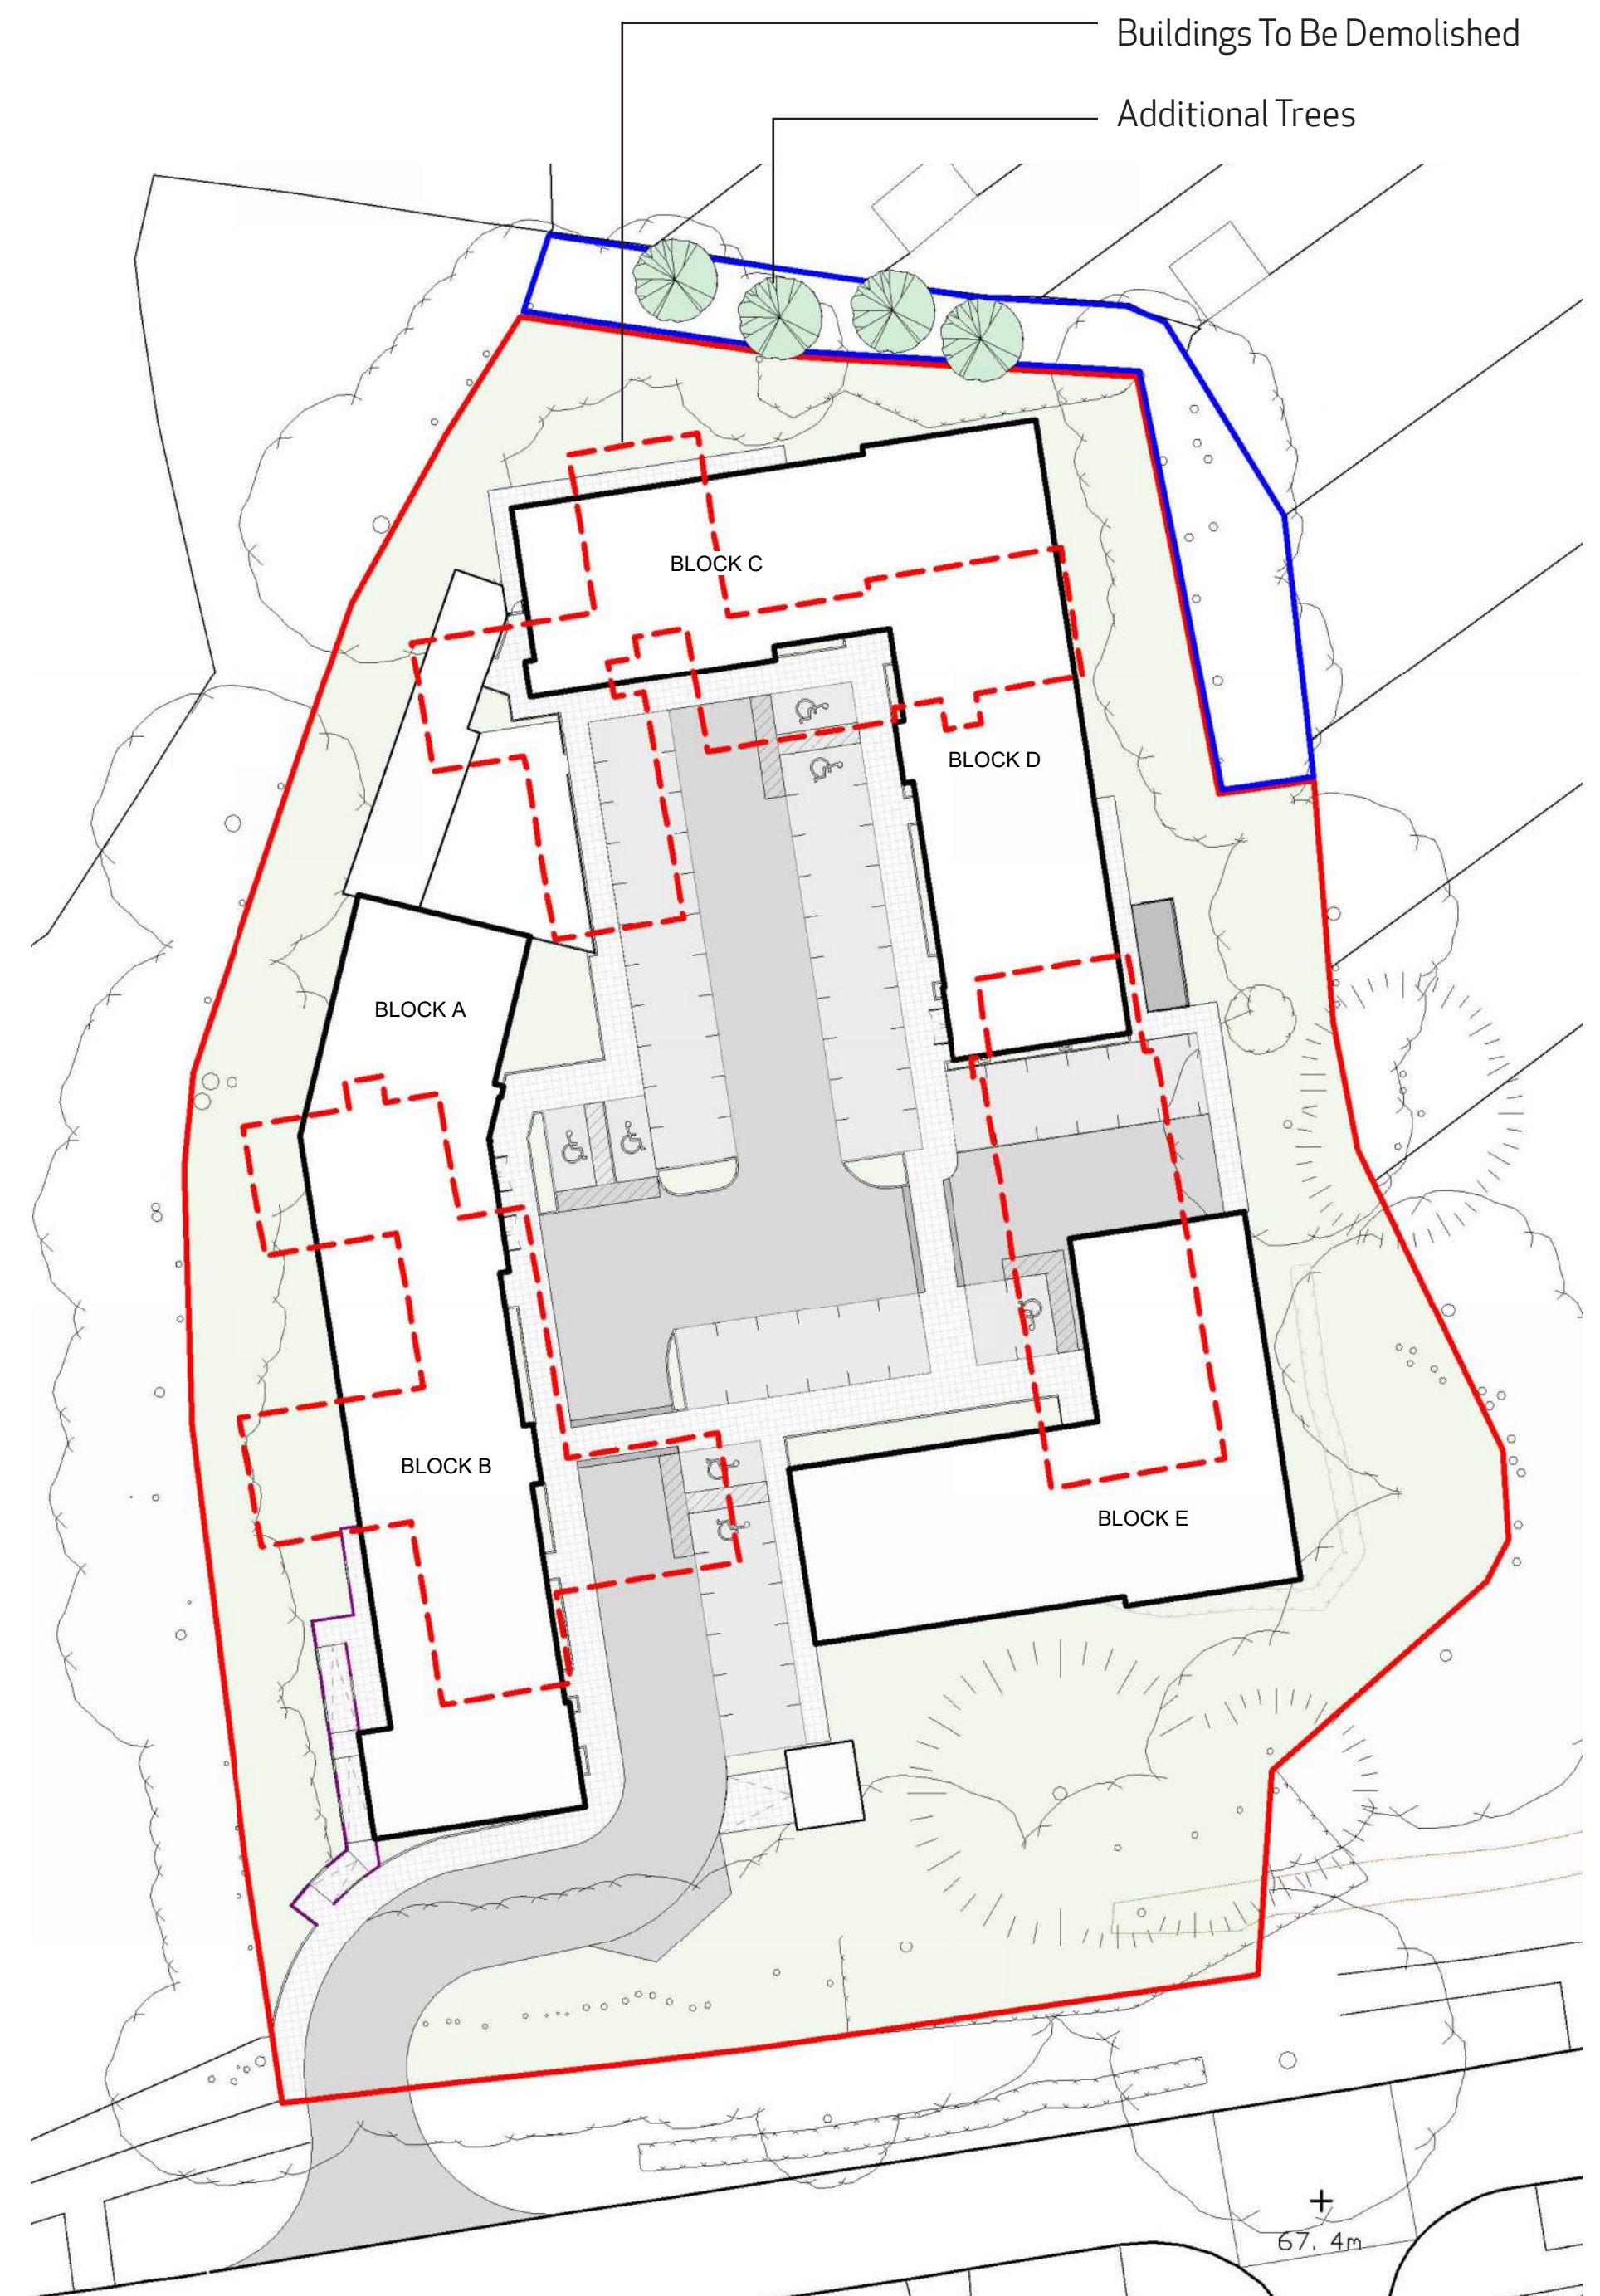 Buildings To Be Demolished
Additional Trees
BLOCK C
BLOCK D
BLOCK A
BLOCK B
BLOCK E
67. 4m